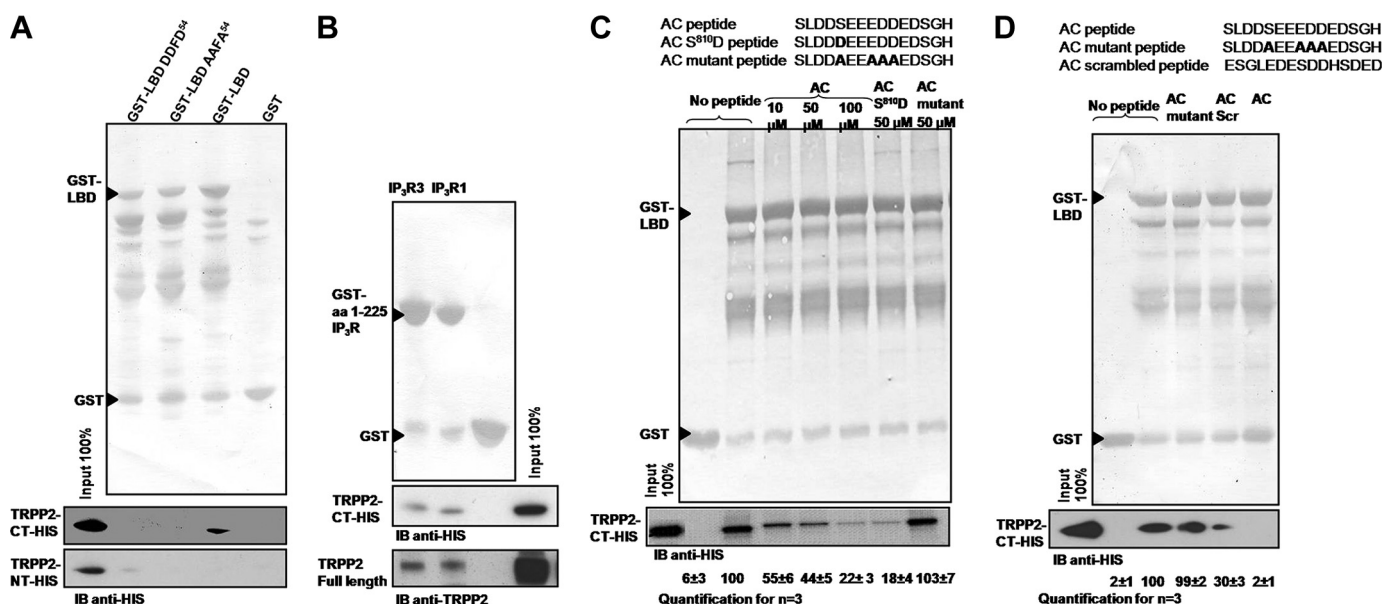 A
GST-LBD DDFD54
GST-LBD AAFA54
GST-LBD
GST
GST-
LBD
GST
Input 100%
TRPP2-
CT-HIS
TRPP2-
NT-HIS
IB anti-HIS
B
IP3R3 IP3R1
GST-
aa 1-225
IP3R
GST
Input 100%
TRPP2-
CT-HIS
IB anti-HIS
TRPP2
Full length
IB anti-TRPP2
C
AC peptide SLDDSEEEDDEDSGH
AC S810D peptide SLDDDEEEDDEDSGH
AC mutant peptide SLDDAEEAAAEDSGH
No peptide
AC
10 µM
50 µM
100 µM
AC S810D 50 µM
AC mutant 50 µM
GST-
LBD
GST
Input 100%
TRPP2-
CT-HIS
IB anti-HIS
6±3 100 55±6 44±5 22± 3 18±4 103±7
Quantification for n=3
D
AC peptide SLDDSEEEDDEDSGH
AC mutant peptide SLDDAEEAAAEDSGH
AC scrambled peptide ESGLEDESDDHSDED
No peptide
AC mutant
AC Scr
AC
GST-
LBD
GST
Input 100%
TRPP2-
CT-HIS
IB anti-HIS
2±1 100 99±2 30±3 2±1
Quantification for n=3